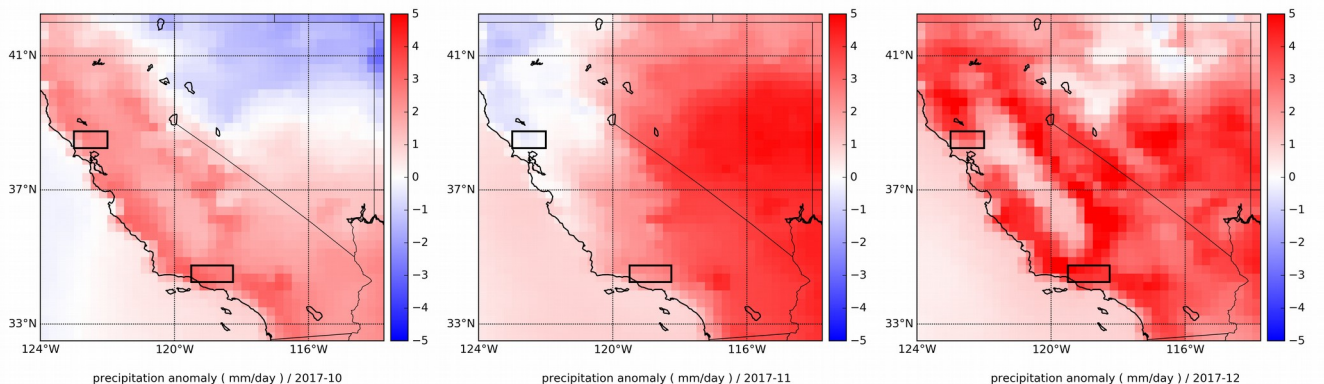 41°N
37°N
33°N
124°W 120°W 116°W
5
4
3
2
1
0
−1
−2
−3
−4
−5
precipitation anomaly ( mm/day ) / 2017-10
41°N
37°N
33°N
124°W 120°W 116°W
5
4
3
2
1
0
−1
−2
−3
−4
−5
precipitation anomaly ( mm/day ) / 2017-11
41°N
37°N
33°N
124°W 120°W 116°W
5
4
3
2
1
0
−1
−2
−3
−4
−5
precipitation anomaly ( mm/day ) / 2017-12